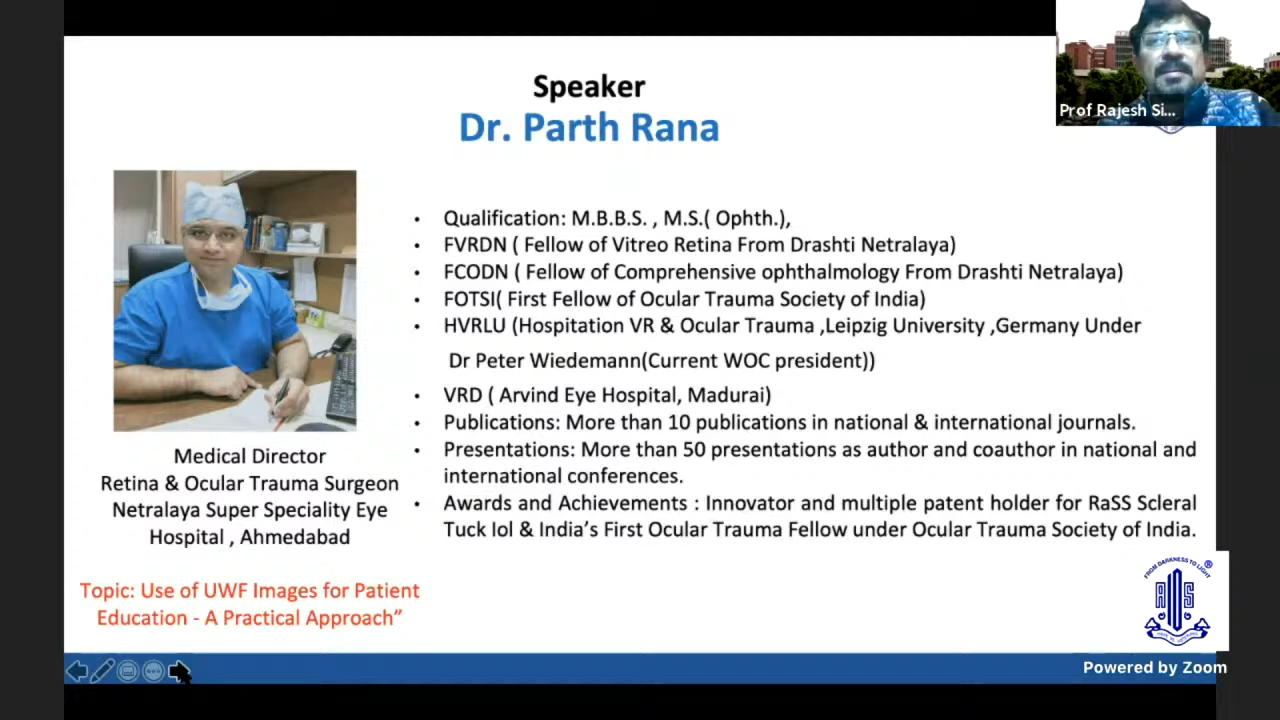 Speaker
Dr. Parth Rana
Prof Rajesh Si...
• Qualification: M.B.B.S. , M.S.( Ophth.),
• FVRDN ( Fellow of Vitreo Retina From Drashti Netralaya)
• FCODN ( Fellow of Comprehensive ophthalmology From Drashti Netralaya)
• FOTSI( First Fellow of Ocular Trauma Society of India)
• HVRLU (Hospitation VR & Ocular Trauma ,Leipzig University ,Germany Under
Dr Peter Wiedemann(Current WOC president))
• VRD ( Arvind Eye Hospital, Madurai)
• Publications: More than 10 publications in national & international journals.
• Presentations: More than 50 presentations as author and coauthor in national and
international conferences.
• Awards and Achievements : Innovator and multiple patent holder for RaSS Scleral
Tuck Iol & India’s First Ocular Trauma Fellow under Ocular Trauma Society of India.
Medical Director
Retina & Ocular Trauma Surgeon
Netralaya Super Speciality Eye
Hospital , Ahmedabad
Topic: Use of UWF Images for Patient
Education - A Practical Approach”
FROM DARKNESS TO LIGHT
®
AIOS
Powered by Zoom